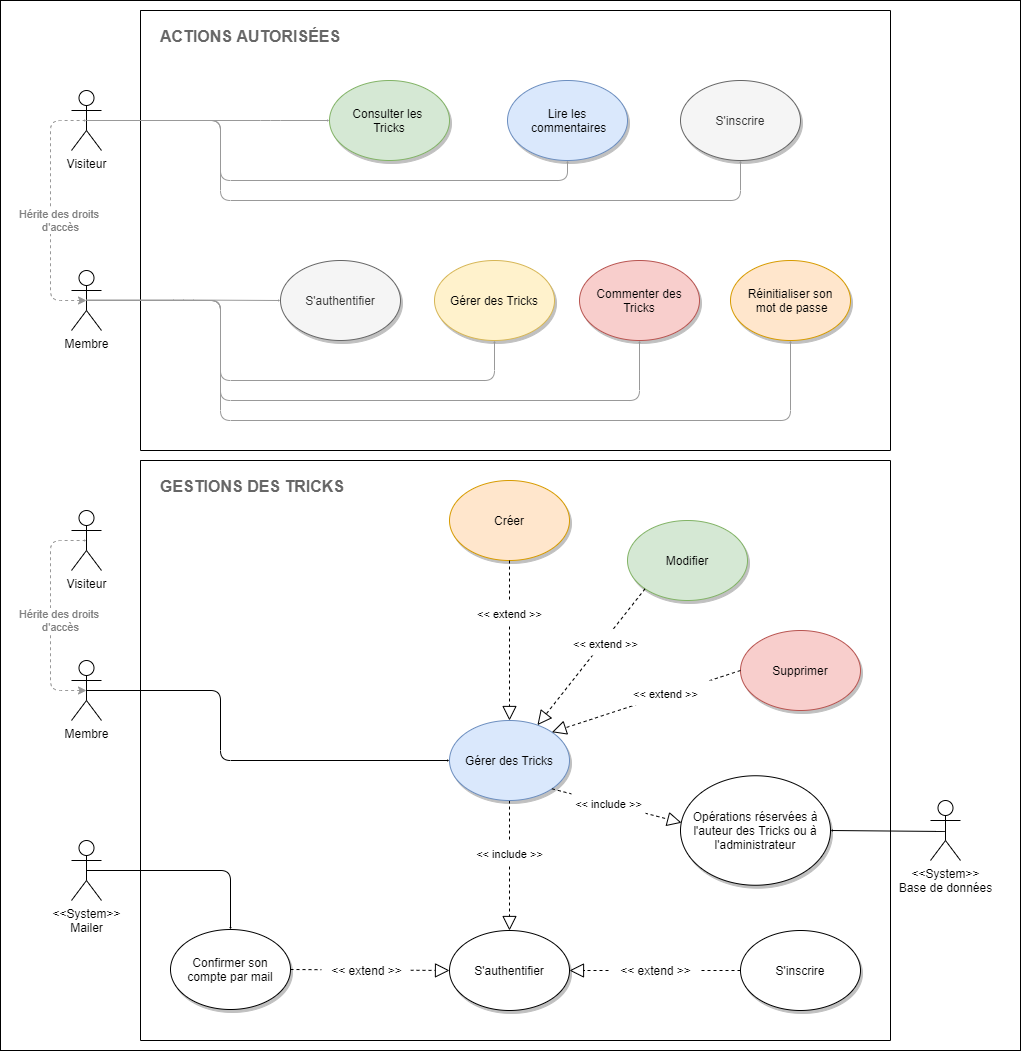 ACTIONS AUTORISÉES
Consulter les
Tricks
Lire les
commentaires
S'inscrire
Visiteur
Hérite des droits
d'accès
S'authentifier
Gérer des Tricks
Commenter des
Tricks
Réinitialiser son
mot de passe
Membre
GESTIONS DES TRICKS
Créer
Modifier
Visiteur
Hérite des droits
d'accès
<< extend >>
<< extend >>
Supprimer
<< extend >>
Membre
Gérer des Tricks
<< include >>
Opérations réservées à
l'auteur des Tricks ou à
l'administrateur
<< include >>
<<System>>
Base de données
<<System>>
Mailer
Confirmer son
compte par mail
<< extend >>
S'authentifier
<< extend >>
S'inscrire